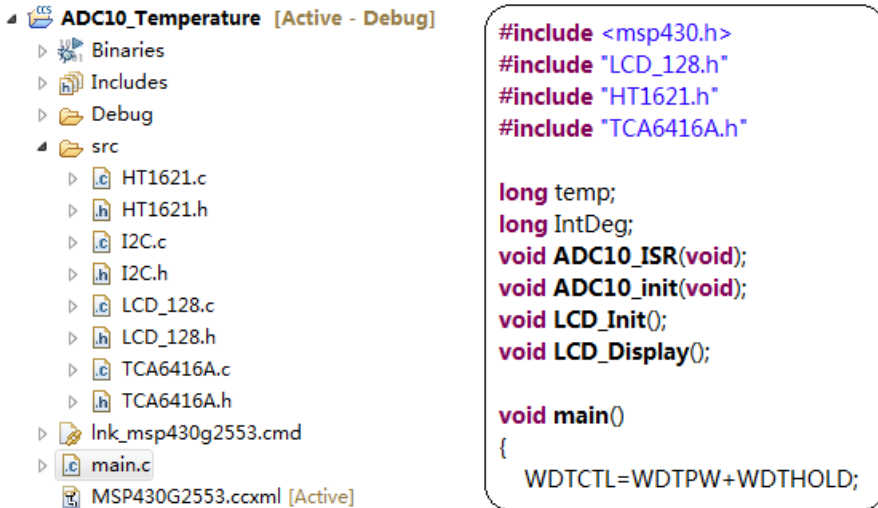 ADC10_Temperature [Active - Debug]
Binaries
Includes
Debug
src
HT1621.c
HT1621.h
I2C.c
I2C.h
LCD_128.c
LCD_128.h
TCA6416A.c
TCA6416A.h
lnk_msp430g2553.cmd
main.c
MSP430G2553.ccxml [Active]
#include <msp430.h>
#include "LCD_128.h"
#include "HT1621.h"
#include "TCA6416A.h"
long temp;
long IntDeg;
void ADC10_ISR(void);
void ADC10_init(void);
void LCD_Init();
void LCD_Display();
void main()
{
WDTCTL=WDTPW+WDTHOLD;